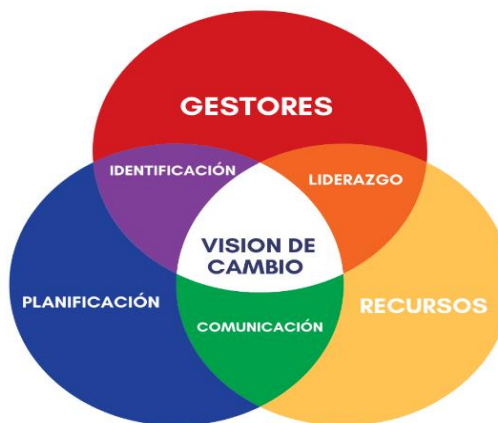 GESTORES
IDENTIFICACIÓN
LIDERAZGO
VISION DE
CAMBIO
PLANIFICACIÓN
RECURSOS
COMUNICACIÓN